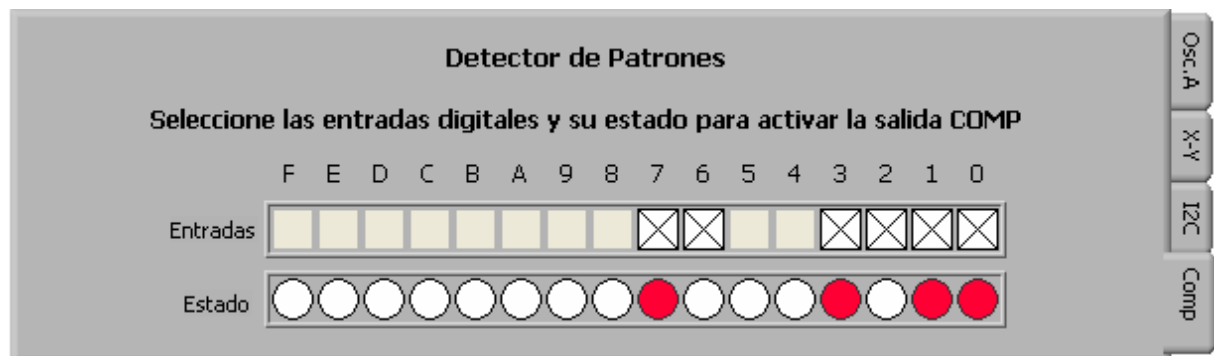 Detector de Patrones
Seleccione las entradas digitales y su estado para activar la salida COMP
F E D C B A 9 8 7 6 5 4 3 2 1 0
Entradas
Estado
Osc.A
X-Y
I2C
Comp